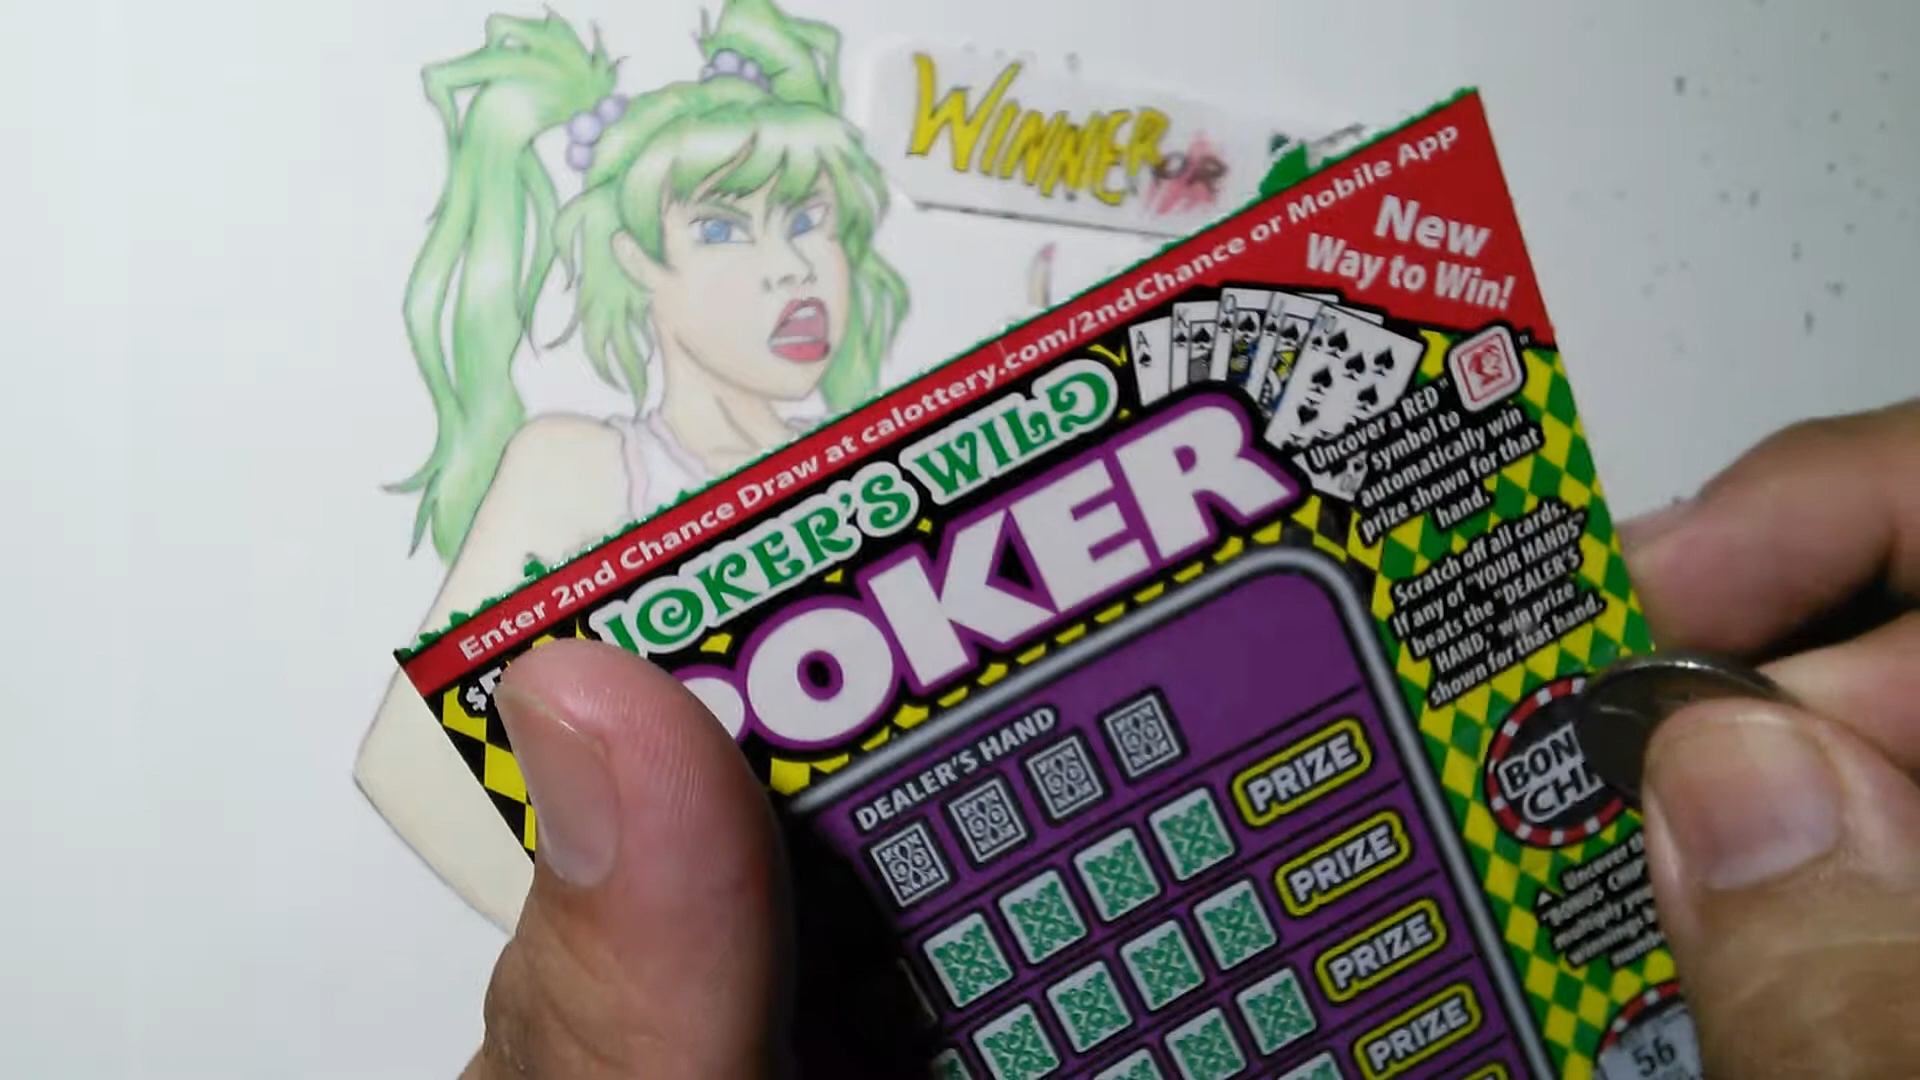 WINNER
OR
Enter 2nd Chance Draw at calottery.com/2ndChance or Mobile App
New
Way to Win!
JOKER'S WILD
POKER
A
K
Uncover a RED "
" symbol to
automatically win
prize shown for that
hand.
Scratch off all cards.
If any of "YOUR HANDS"
beats the "DEALER'S
HAND," win prize
shown for that hand.
DEALER'S HAND
PRIZE
PRIZE
PRIZE
PRIZE
Uncover
56